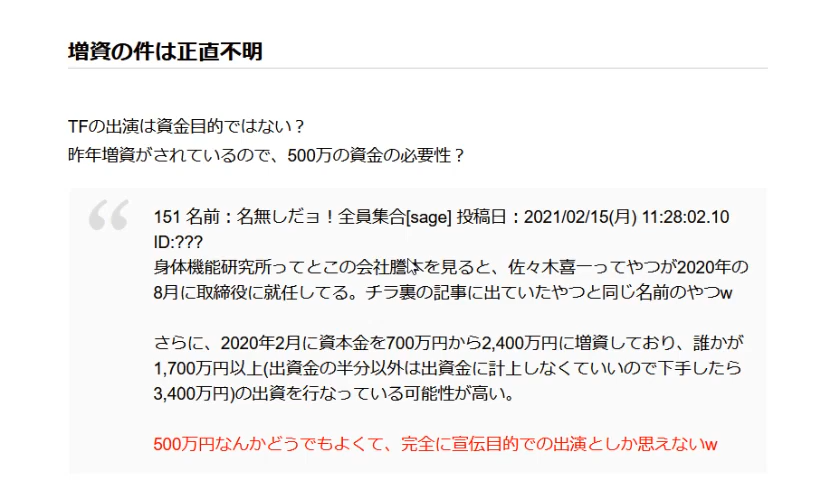 増資の件は正直不明
TFの出演は資金目的ではない？
昨年増資がされているので、500万の資金の必要性？
151 名前：名無しだョ！全員集合[sage] 投稿日：2021/02/15(月) 11:28:02.10
ID:???
身体機能研究所ってとこの会社謄本を見ると、佐々木喜一ってやつが2020年の
8月に取締役に就任してる。チラ裏の記事に出ていたやつと同じ名前のやつw
さらに、2020年2月に資本金を700万円から2,400万円に増資しており、誰かが
1,700万円以上(出資金の半分以外は出資金に計上しなくていいので下手したら
3,400万円)の出資を行なっている可能性が高い。
500万円なんかどうでもよくて、完全に宣伝目的での出演としか思えないw